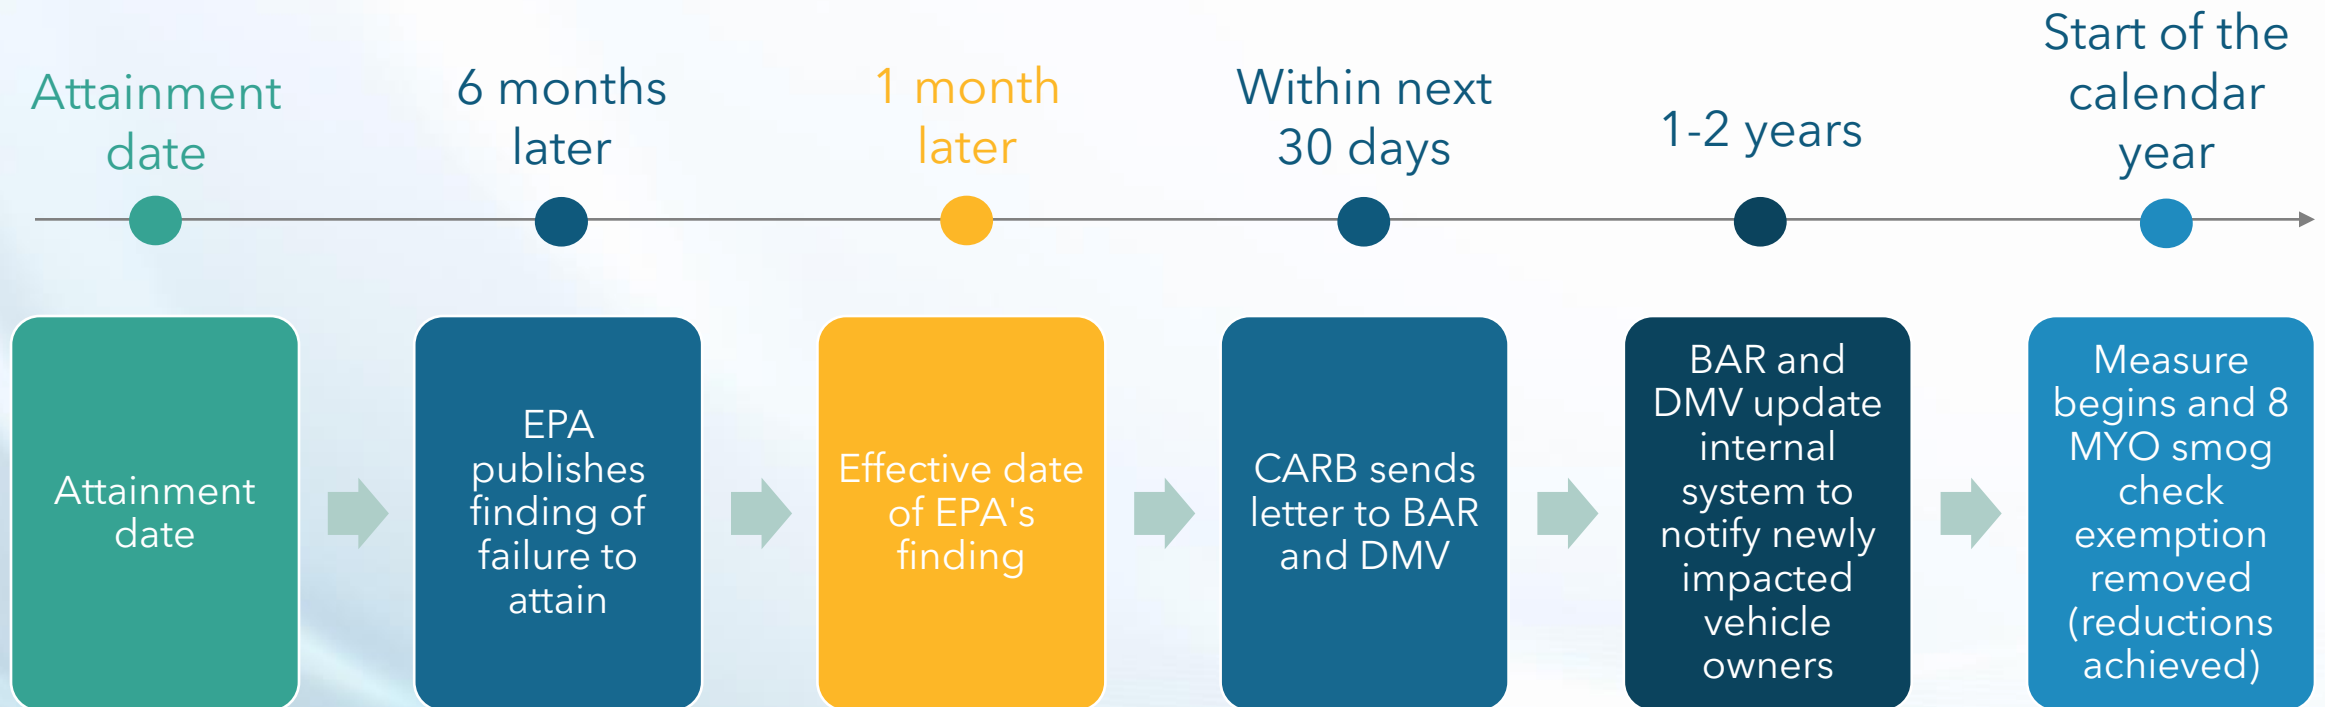 Attainment
date
6 months
later
1 month
later
Within next
30 days
1-2 years
Start of the
calendar
year
Attainment
date
EPA
publishes
finding of
failure to
attain
Effective date
of EPA's
finding
CARB sends
letter to BAR
and DMV
BAR and
DMV update
internal
system to
notify newly
impacted
vehicle
owners
Measure
begins and 8
MYO smog
check
exemption
removed
(reductions
achieved)